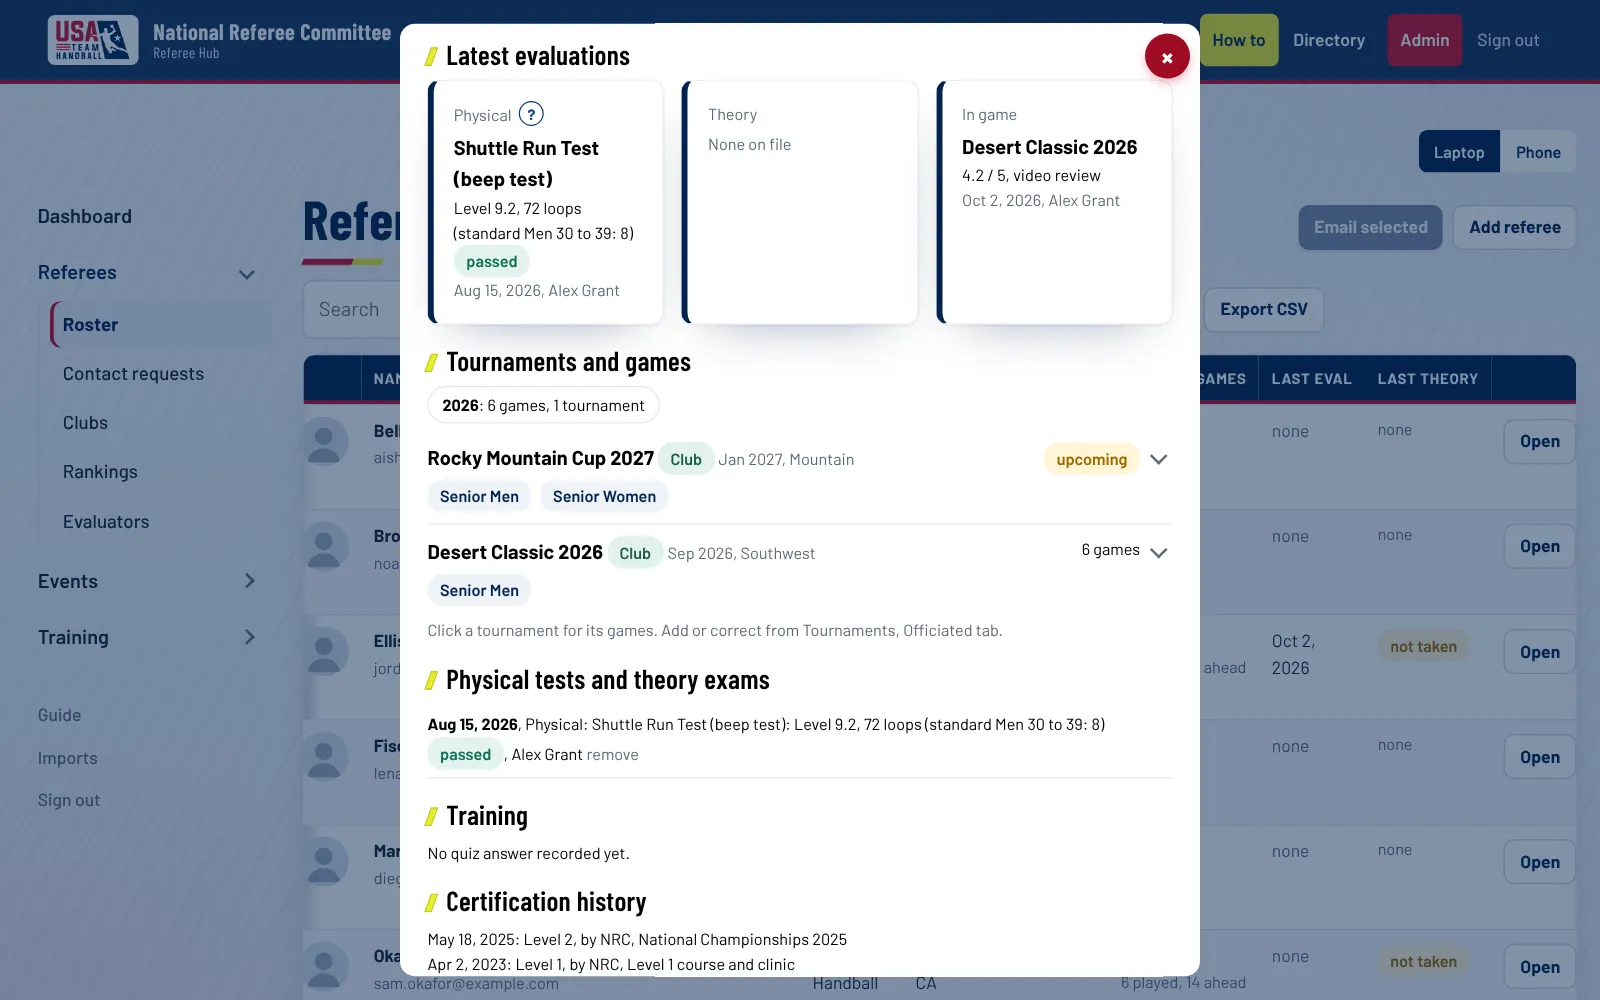 USA
TEAM
HANDBALL
National Referee Committee
Referee Hub
How to
Directory
Admin
Sign out
Laptop
Phone
Dashboard
Referees
Roster
Contact requests
Clubs
Rankings
Evaluators
Events
Training
Guide
Imports
Sign out
Email selected
Add referee
Search
Export CSV
GAMES
LAST EVAL
LAST THEORY
none
none
Open
none
none
Open
ahead
Oct 2,
2026
not taken
Open
none
none
Open
none
none
Open
sam.okafor@example.com
Handball
CA
6 played, 14 ahead
none
not taken
Open
Latest evaluations
×
Physical ?
Shuttle Run Test
(beep test)
Level 9.2, 72 loops
(standard Men 30 to 39: 8)
passed
Aug 15, 2026, Alex Grant
Theory
None on file
In game
Desert Classic 2026
4.2 / 5, video review
Oct 2, 2026, Alex Grant
Tournaments and games
2026: 6 games, 1 tournament
Rocky Mountain Cup 2027 Club Jan 2027, Mountain upcoming
Senior Men Senior Women
Desert Classic 2026 Club Sep 2026, Southwest 6 games
Senior Men
Click a tournament for its games. Add or correct from Tournaments, Officiated tab.
Physical tests and theory exams
Aug 15, 2026, Physical: Shuttle Run Test (beep test): Level 9.2, 72 loops (standard Men 30 to 39: 8)
passed , Alex Grant remove
Training
No quiz answer recorded yet.
Certification history
May 18, 2025: Level 2, by NRC, National Championships 2025
Apr 2, 2023: Level 1, by NRC, Level 1 course and clinic